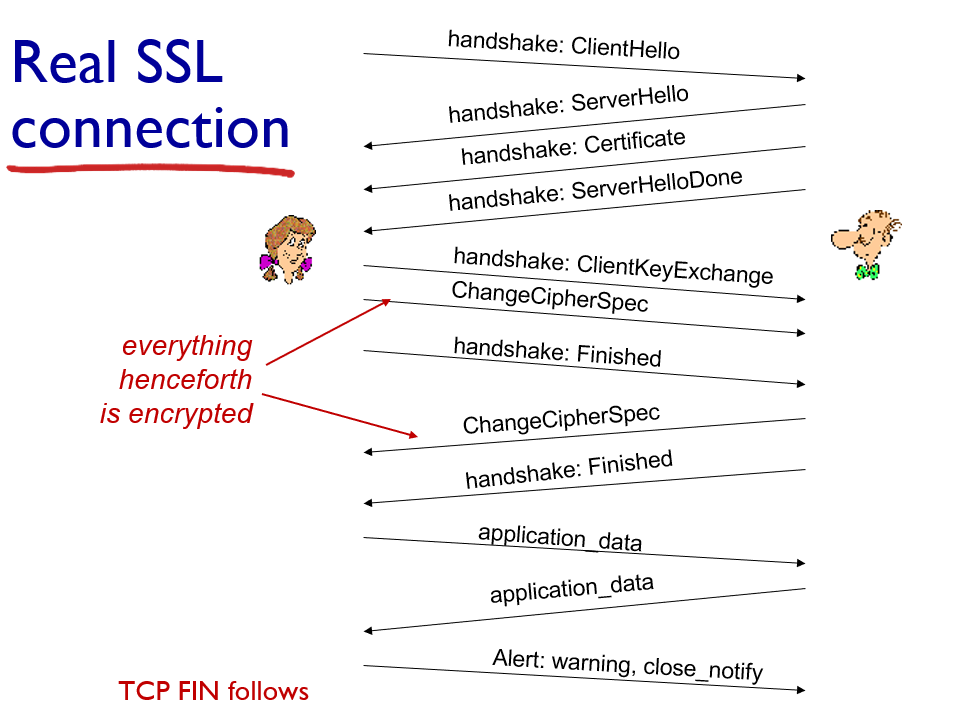 Real SSL
connection
handshake: ClientHello
handshake: ServerHello
handshake: Certificate
handshake: ServerHelloDone
handshake: ClientKeyExchange
ChangeCipherSpec
handshake: Finished
everything
henceforth
is encrypted
ChangeCipherSpec
handshake: Finished
application_data
application_data
Alert: warning, close_notify
TCP FIN follows